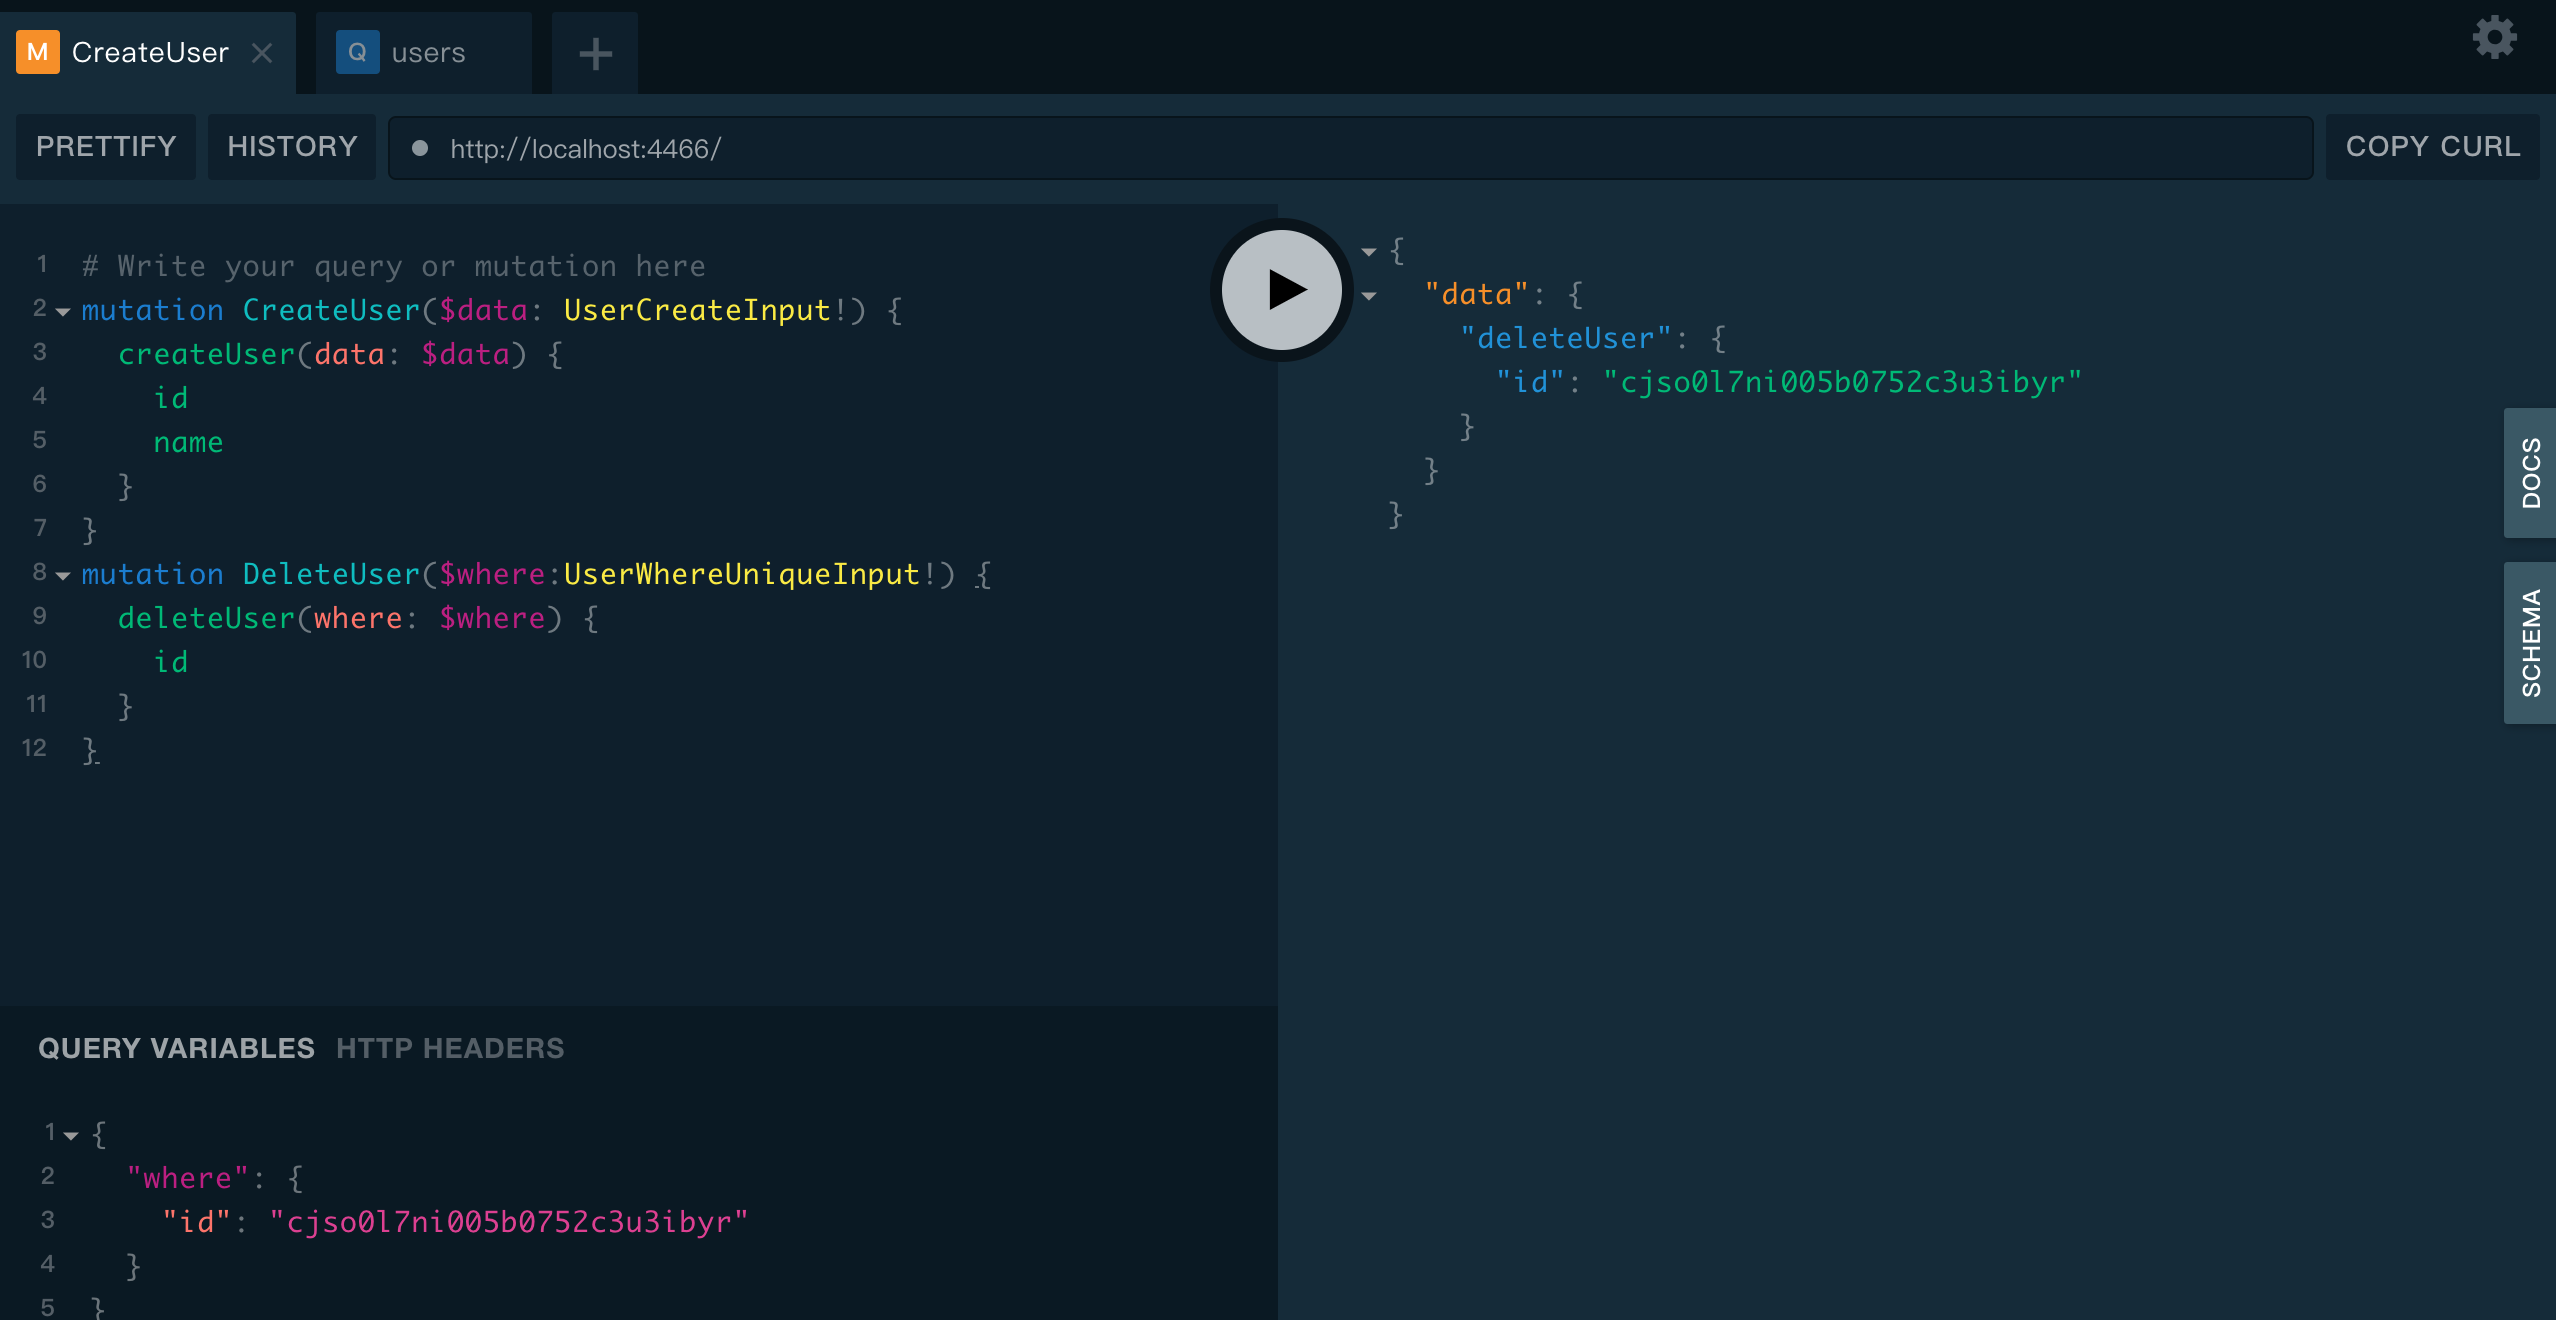 M CreateUser × Q users +
PRETTIFY HISTORY http://localhost:4466/ COPY CURL
1 # Write your query or mutation here
2 mutation CreateUser($data: UserCreateInput!) {
3 createUser(data: $data) {
4 id
5 name
6 }
7 }
8 mutation DeleteUser($where:UserWhereUniqueInput!) {
9 deleteUser(where: $where) {
10 id
11 }
12 }
QUERY VARIABLES HTTP HEADERS
1 {
2 "where": {
3 "id": "cjso0l7ni005b0752c3u3ibyr"
4 }
5 }
{
"data": {
"deleteUser": {
"id": "cjso0l7ni005b0752c3u3ibyr"
}
}
}
DOCS
SCHEMA